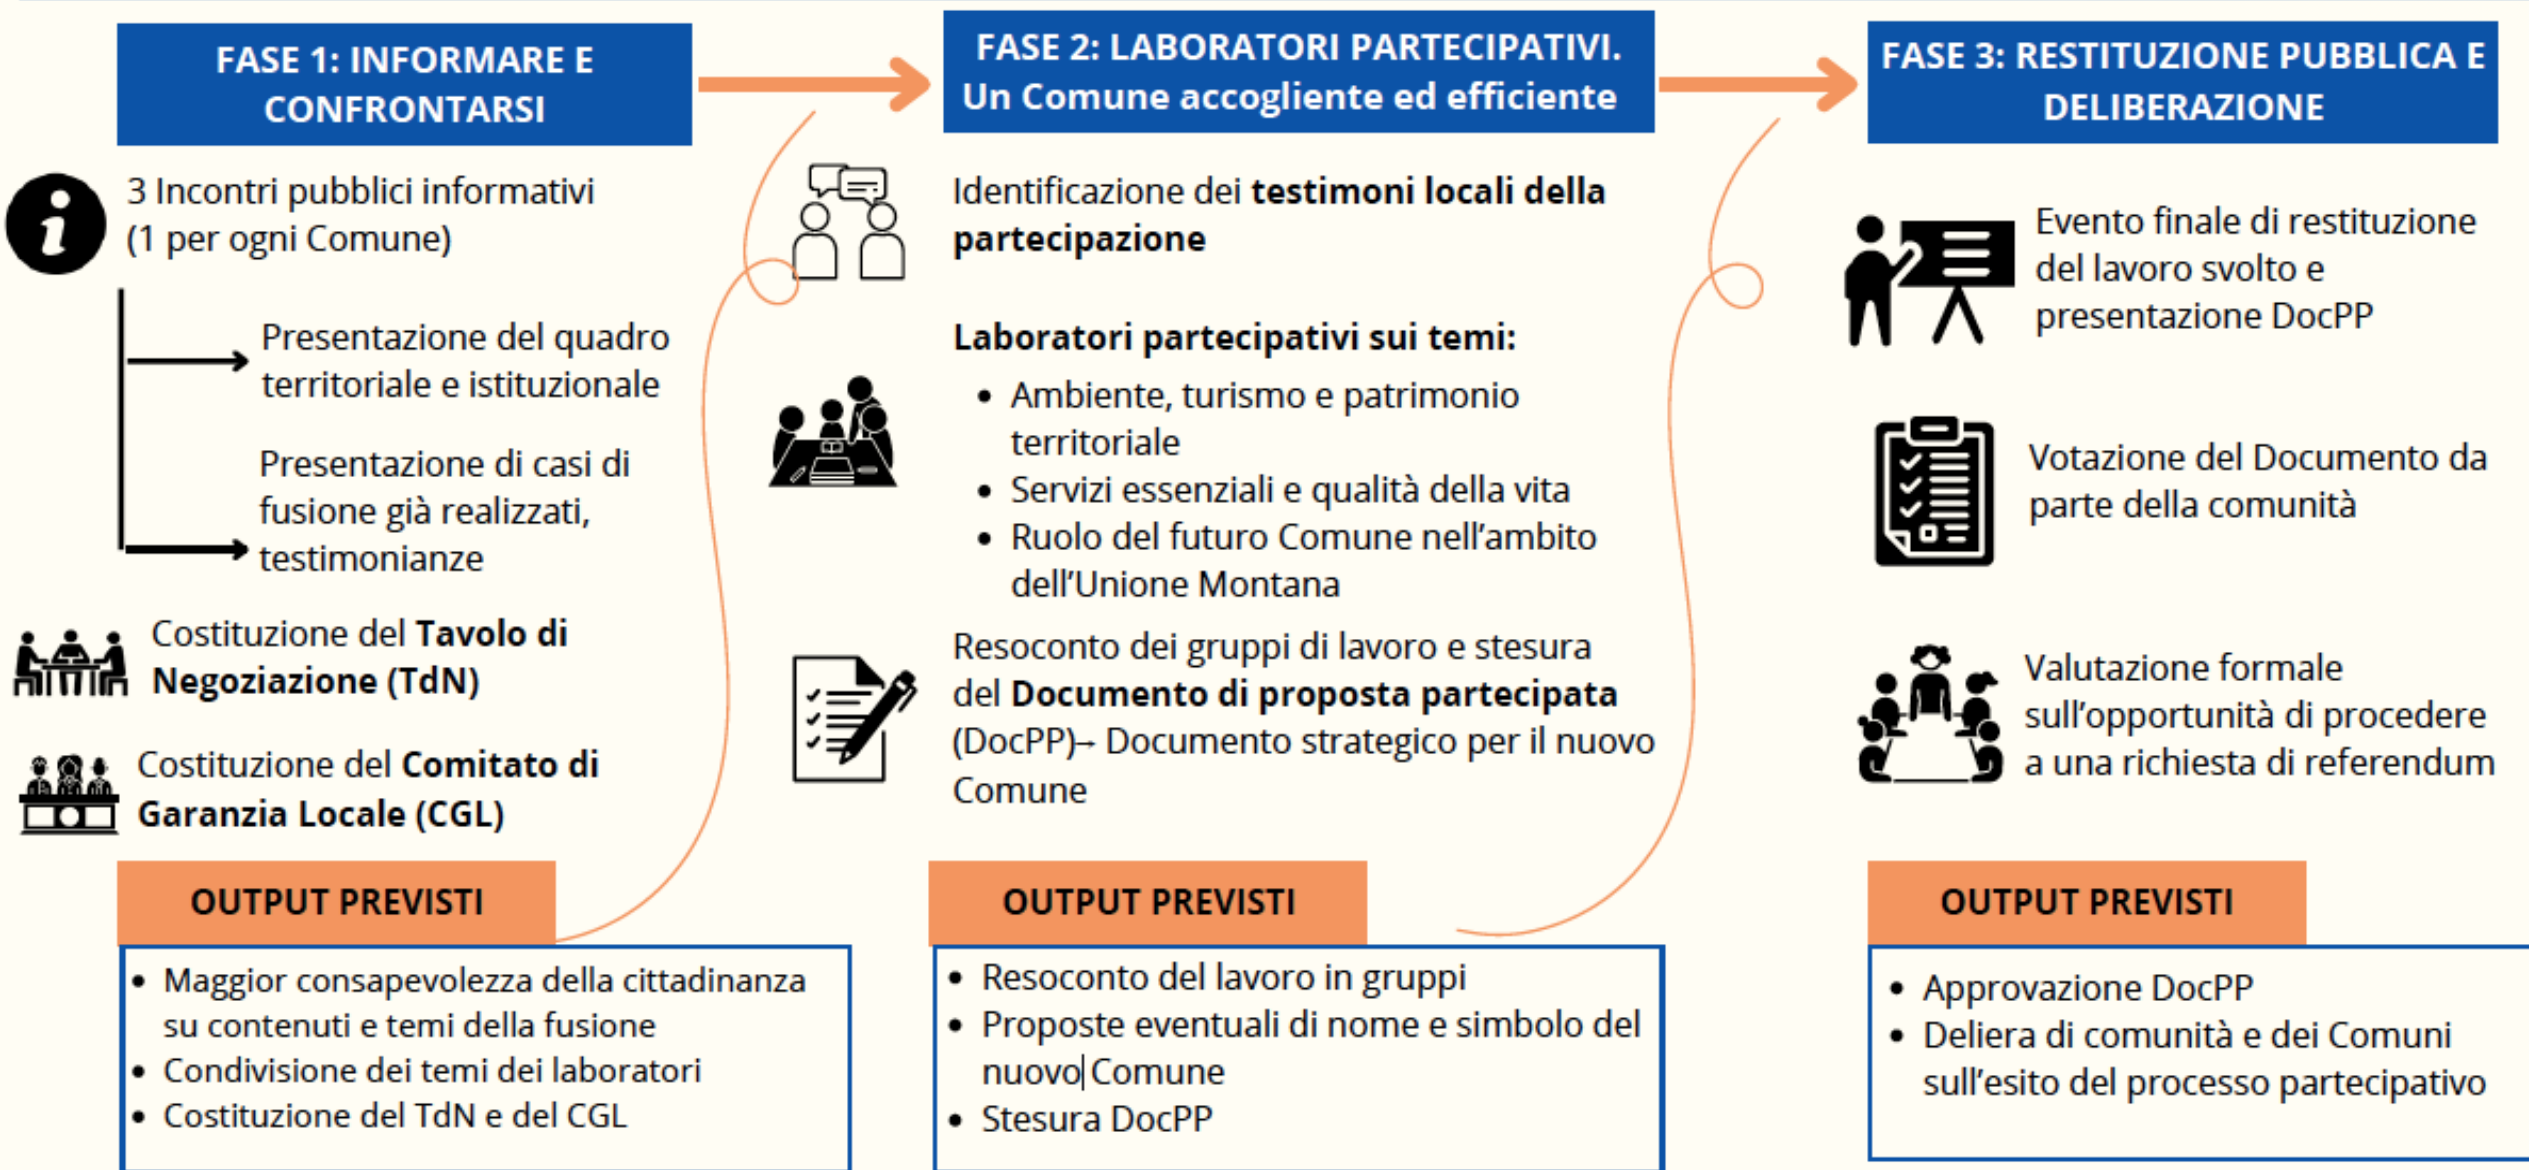 FASE 1: INFORMARE E
CONFRONTARSI
3 Incontri pubblici informativi
(1 per ogni Comune)
Presentazione del quadro
territoriale e istituzionale
Presentazione di casi di
fusione già realizzati,
testimonianze
Costituzione del Tavolo di
Negoziazione (TdN)
Costituzione del Comitato di
Garanzia Locale (CGL)
OUTPUT PREVISTI
• Maggior consapevolezza della cittadinanza
su contenuti e temi della fusione
• Condivisione dei temi dei laboratori
• Costituzione del TdN e del CGL
FASE 2: LABORATORI PARTECIPATIVI.
Un Comune accogliente ed efficiente
Identificazione dei testimoni locali della
partecipazione
Laboratori partecipativi sui temi:
• Ambiente, turismo e patrimonio
territoriale
• Servizi essenziali e qualità della vita
• Ruolo del futuro Comune nell'ambito
dell'Unione Montana
Resoconto dei gruppi di lavoro e stesura
del Documento di proposta partecipata
(DocPP)→ Documento strategico per il nuovo
Comune
OUTPUT PREVISTI
• Resoconto del lavoro in gruppi
• Proposte eventuali di nome e simbolo del
nuovo Comune
• Stesura DocPP
FASE 3: RESTITUZIONE PUBBLICA E
DELIBERAZIONE
Evento finale di restituzione
del lavoro svolto e
presentazione DocPP
Votazione del Documento da
parte della comunità
Valutazione formale
sull'opportunità di procedere
a una richiesta di referendum
OUTPUT PREVISTI
• Approvazione DocPP
• Deliera di comunità e dei Comuni
sull'esito del processo partecipativo